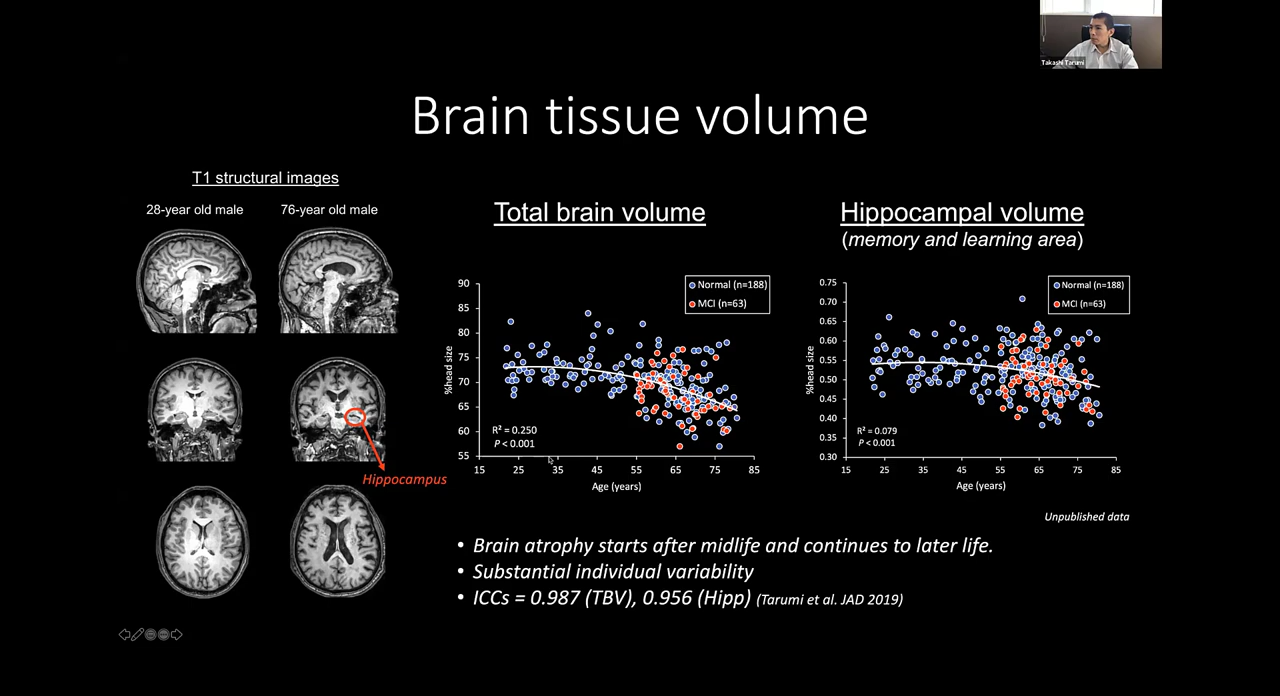 Takashi Tarumi
Brain tissue volume
T1 structural images
28-year old male
76-year old male
Hippocampus
Total brain volume
90
85
80
75
70
65
60
55
%head size
Normal (n=188)
MCI (n=63)
R² = 0.250
P < 0.001
15 25 35 45 55 65 75 85
Age (years)
Hippocampal volume
(memory and learning area)
0.75
0.70
0.65
0.60
0.55
0.50
0.45
0.40
0.35
0.30
%head size
Normal (n=188)
MCI (n=63)
R² = 0.079
P < 0.001
15 25 35 45 55 65 75 85
Age (years)
Unpublished data
• Brain atrophy starts after midlife and continues to later life.
• Substantial individual variability
• ICCs = 0.987 (TBV), 0.956 (Hipp) (Tarumi et al. JAD 2019)